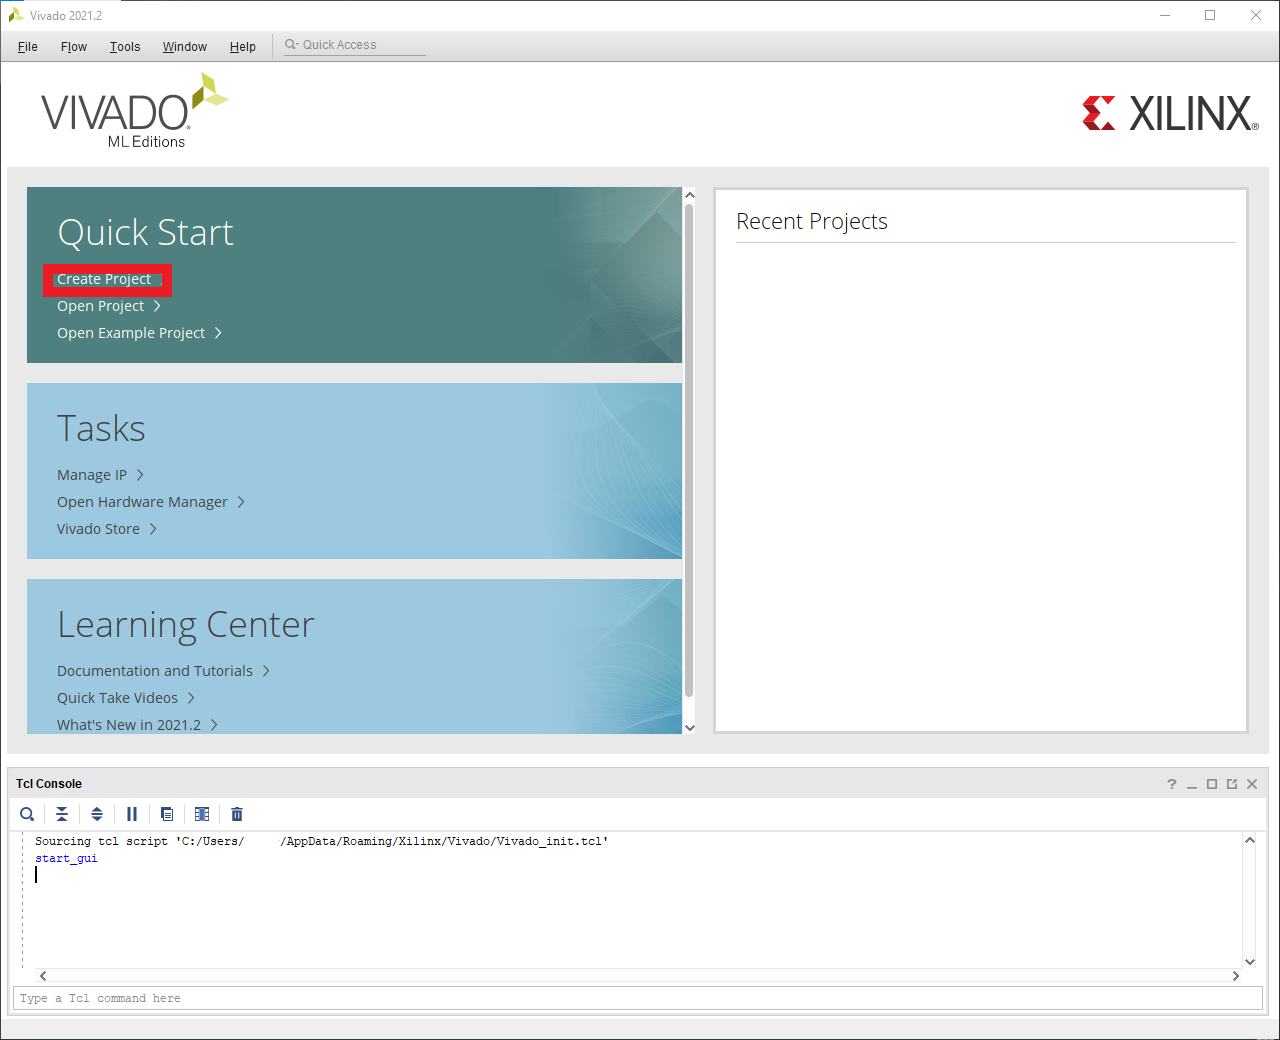 Vivado 2021.2
File Flow Tools Window Help Quick Access
VIVADO®
ML Editions
XILINX®
Quick Start
Create Project
Open Project
Open Example Project
Tasks
Manage IP
Open Hardware Manager
Vivado Store
Learning Center
Documentation and Tutorials
Quick Take Videos
What's New in 2021.2
Recent Projects
Tcl Console
Sourcing tcl script 'C:/Users/ /AppData/Roaming/Xilinx/Vivado/Vivado_init.tcl'
start_gui
Type a Tcl command here